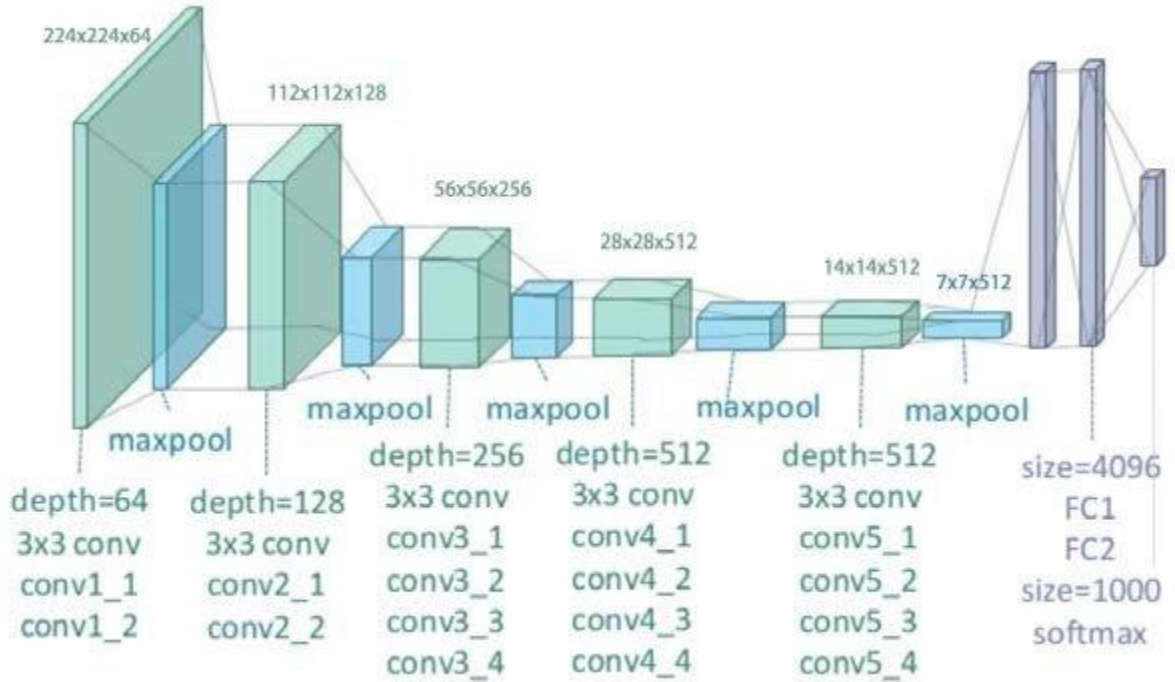 224x224x64
112x112x128
56x56x256
28x28x512
14x14x512
7x7x512
maxpool
maxpool
maxpool
maxpool
maxpool
depth=64
3x3 conv
conv1_1
conv1_2
depth=128
3x3 conv
conv2_1
conv2_2
depth=256
3x3 conv
conv3_1
conv3_2
conv3_3
conv3_4
depth=512
3x3 conv
conv4_1
conv4_2
conv4_3
conv4_4
depth=512
3x3 conv
conv5_1
conv5_2
conv5_3
conv5_4
size=4096
FC1
FC2
size=1000
softmax